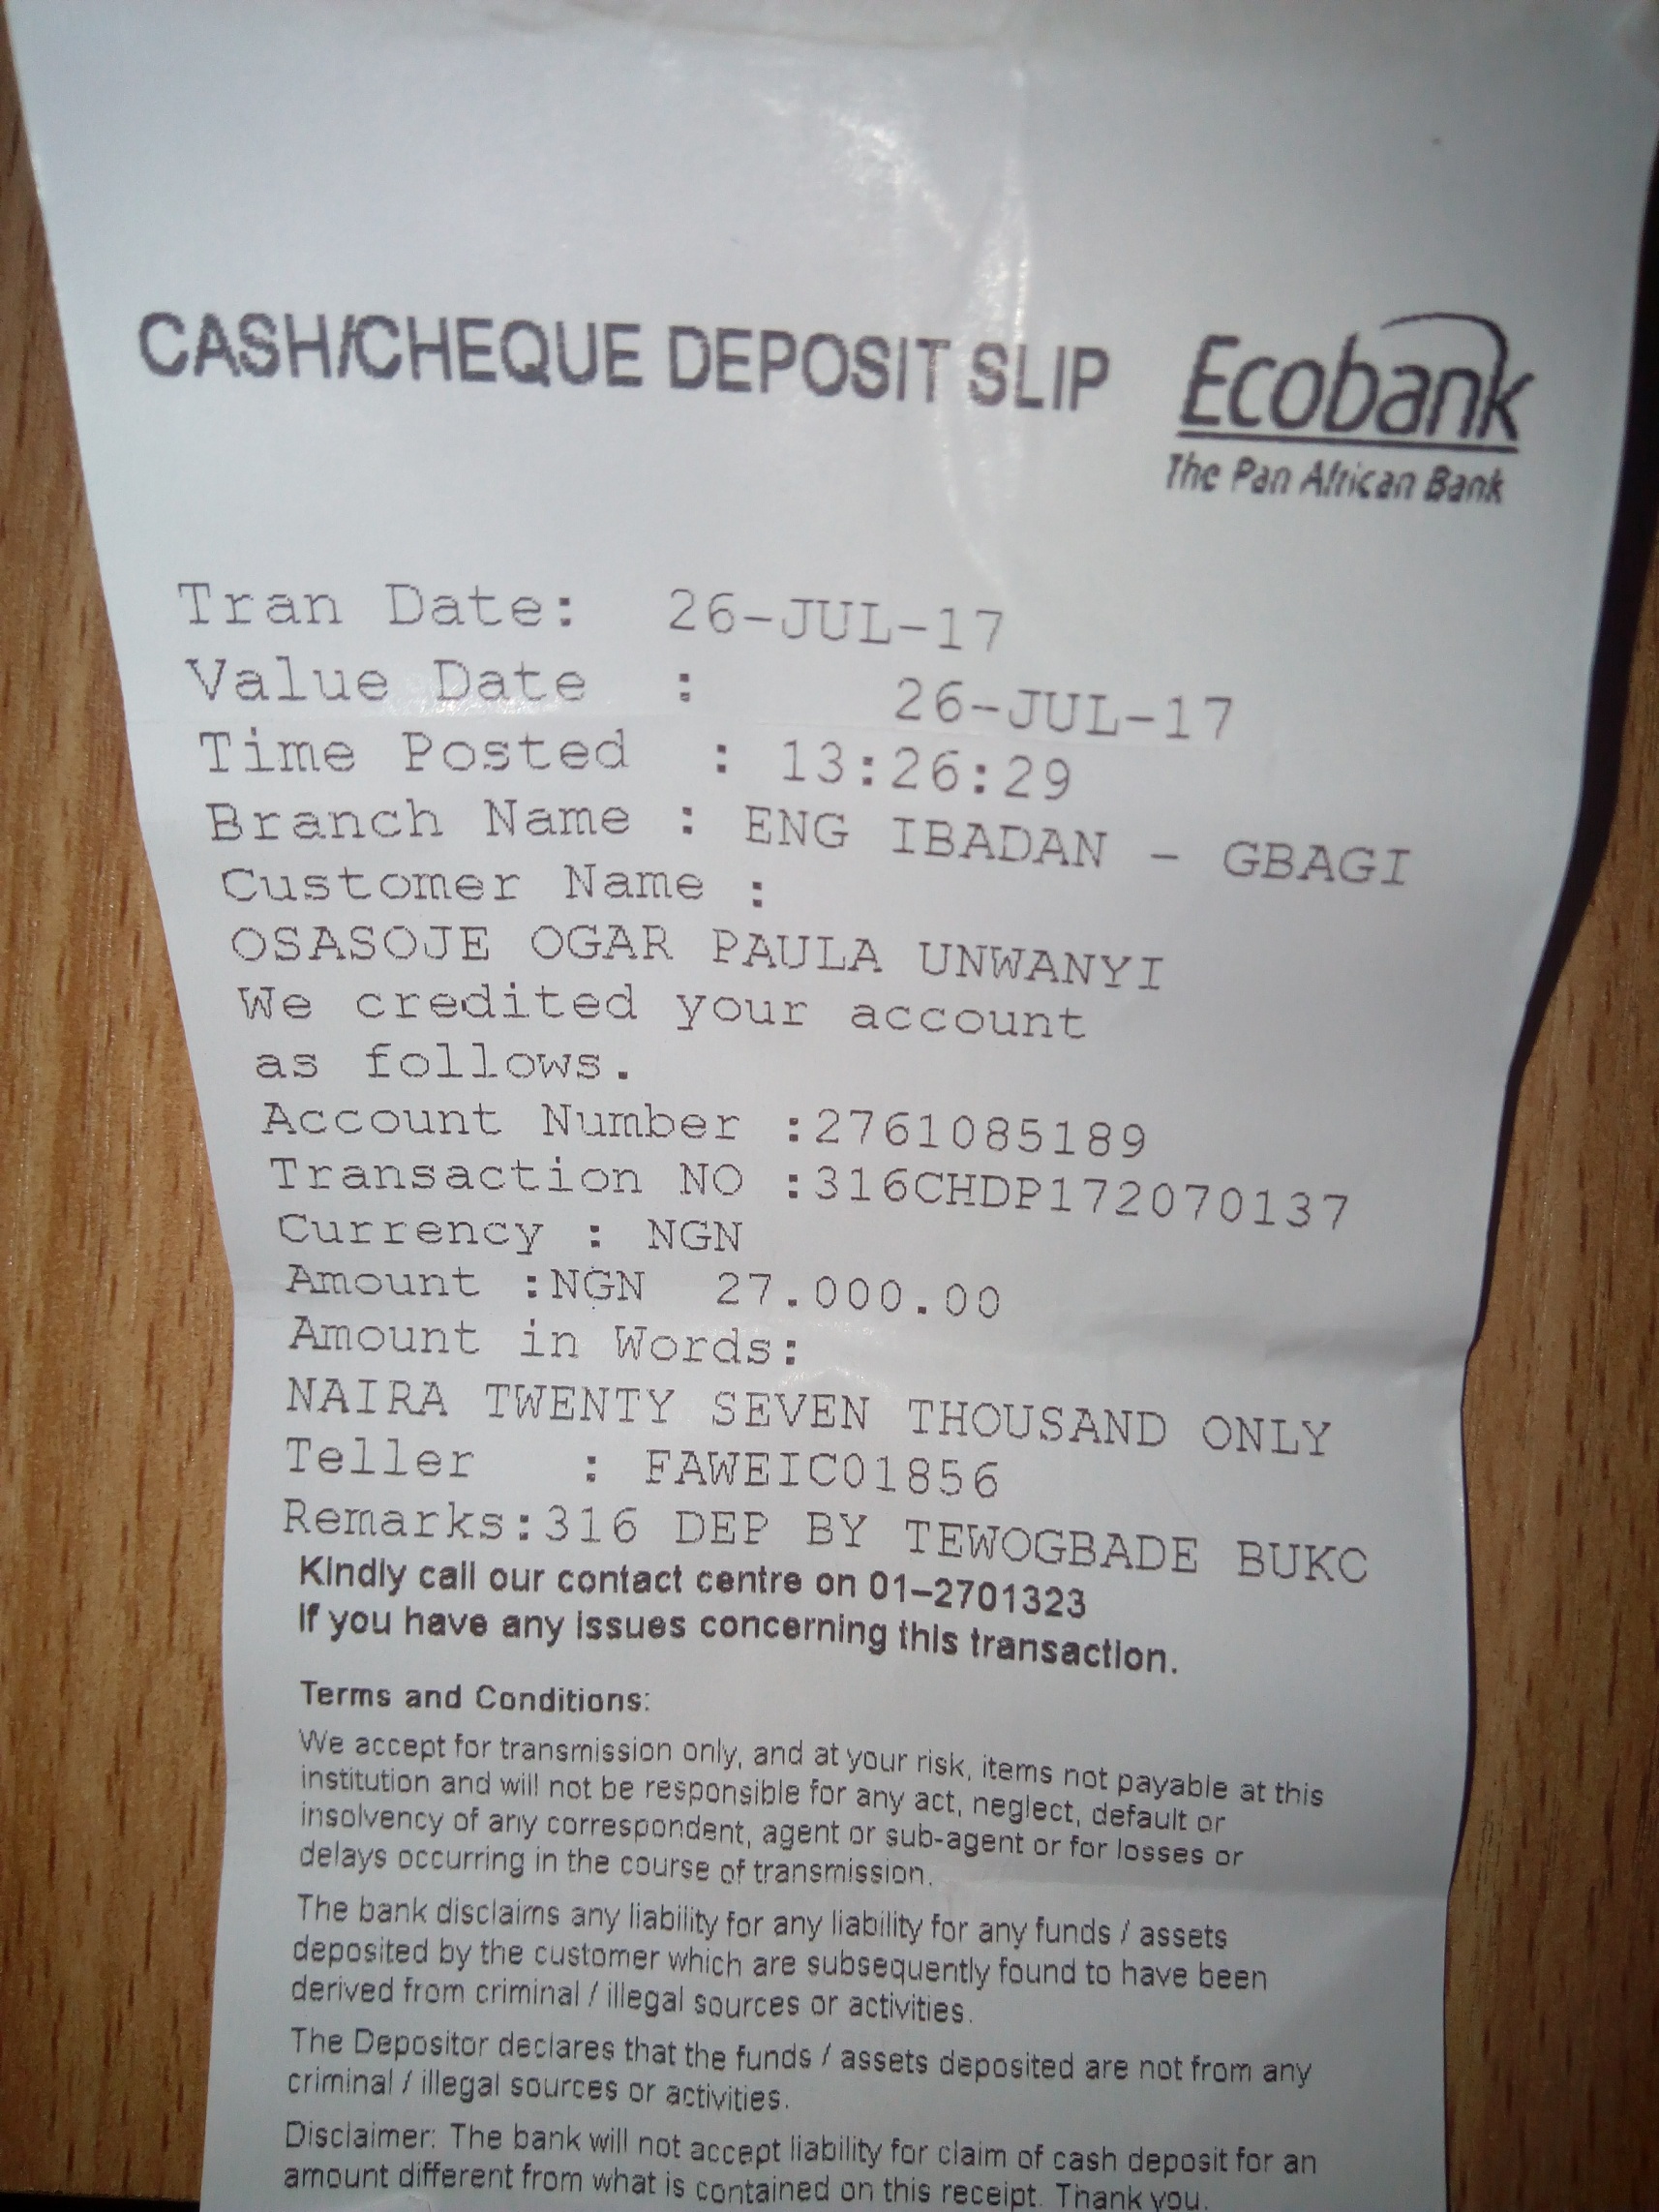 CASH/CHEQUE DEPOSIT SLIP
Ecobank
The Pan African Bank
Tran Date: 26-JUL-17
Value Date : 26-JUL-17
Time Posted : 13:26:29
Branch Name : ENG IBADAN - GBAGI
Customer Name :
OSASOJE OGAR PAULA UNWANYI
We credited your account
as follows.
Account Number :2761085189
Transaction NO :316CHDP172070137
Currency : NGN
Amount :NGN 27.000.00
Amount in Words:
NAIRA TWENTY SEVEN THOUSAND ONLY
Teller : FAWEIC01856
Remarks:316 DEP BY TEWOGBADE BUKC
Kindly call our contact centre on 01-2701323
If you have any issues concerning this transaction.
Terms and Conditions:
We accept for transmission only, and at your risk, items not payable at this
institution and will not be responsible for any act, neglect, default or
insolvency of any correspondent, agent or sub-agent or for losses or
delays occurring in the course of transmission.
The bank disclaims any liability for any liability for any funds / assets
deposited by the customer which are subsequently found to have been
derived from criminal / illegal sources or activities.
The Depositor declares that the funds / assets deposited are not from any
criminal / illegal sources or activities.
Disclaimer: The bank will not accept liability for claim of cash deposit for an
amount different from what is contained on this receipt. Thank you.